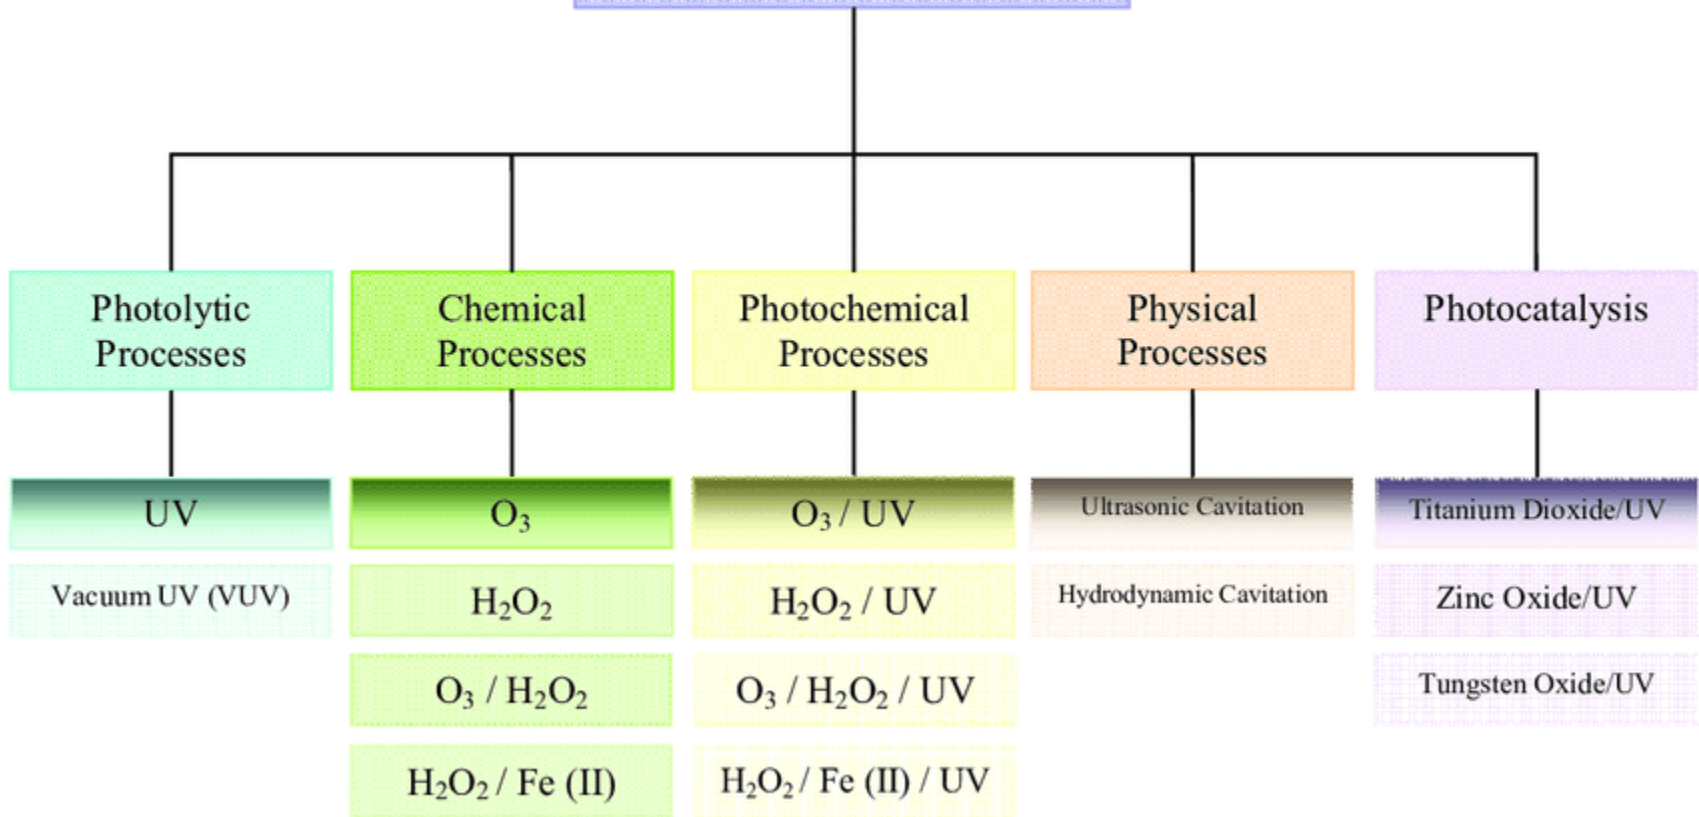 Photolytic
Processes
Chemical
Processes
Photochemical
Processes
Physical
Processes
Photocatalysis
UV
O₃
O₃ / UV
Ultrasonic Cavitation
Titanium Dioxide/UV
Vacuum UV (VUV)
H₂O₂
H₂O₂ / UV
Hydrodynamic Cavitation
Zinc Oxide/UV
O₃ / H₂O₂
O₃ / H₂O₂ / UV
Tungsten Oxide/UV
H₂O₂ / Fe (II)
H₂O₂ / Fe (II) / UV